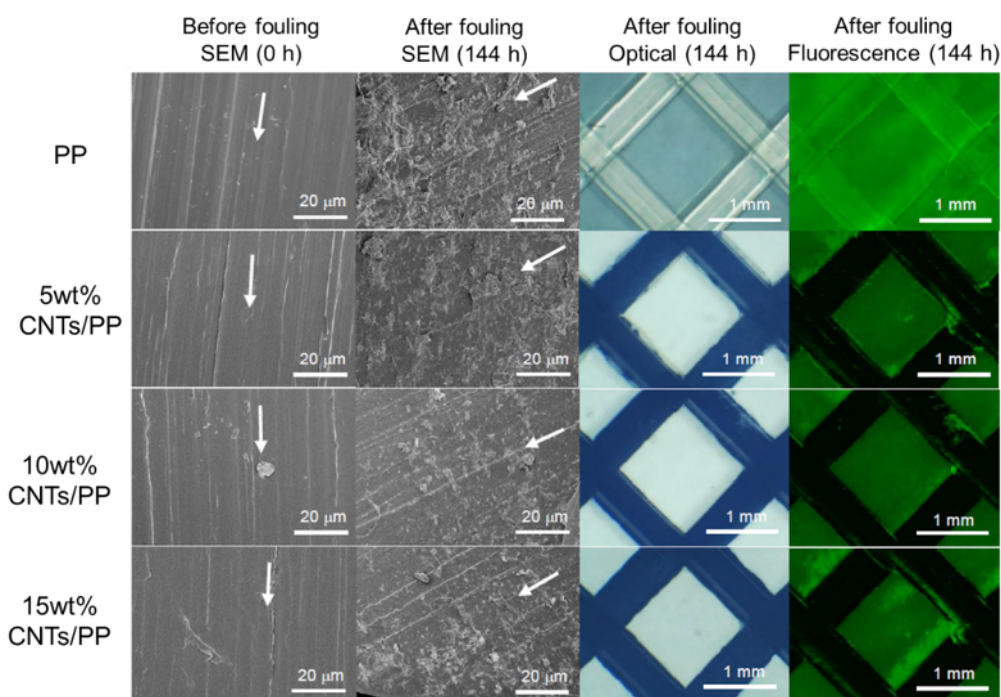 Before fouling
SEM (0 h)
After fouling
SEM (144 h)
After fouling
Optical (144 h)
After fouling
Fluorescence (144 h)
PP
20 μm
20 μm
1 mm
1 mm
5wt%
CNTs/PP
20 μm
20 μm
1 mm
1 mm
10wt%
CNTs/PP
20 μm
20 μm
1 mm
1 mm
15wt%
CNTs/PP
20 μm
20 μm
1 mm
1 mm